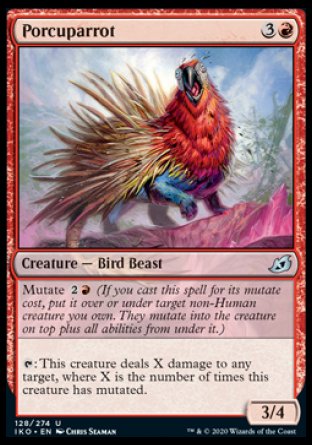 Porcuparrot 3
Creature — Bird Beast
Mutate 2 (If you cast this spell for its mutate
cost, put it over or under target non-Human
creature you own. They mutate into the creature
on top plus all abilities from under it.)
:This creature deals X damage to any
target, where X is the number of times this
creature has mutated.
3/4
128/274 U
IKO • EN Chris Seaman
™ & © 2020 Wizards of the Coast